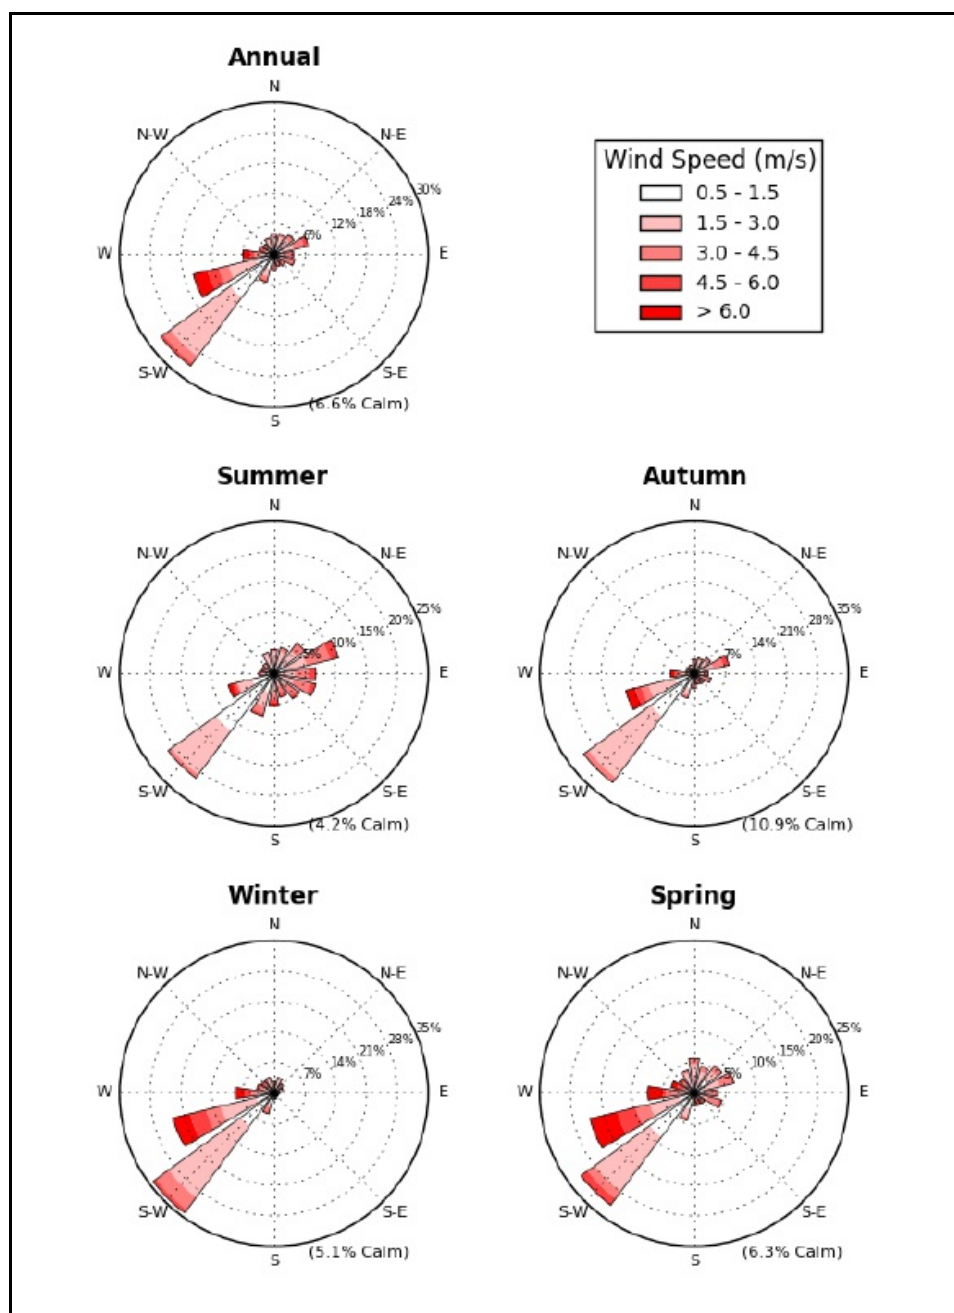 Annual
N
N-W
N-E
30%
24%
18%
12%
6%
W
E
S-W
S-E
(6.6% Calm)
S
Wind Speed (m/s)
0.5 - 1.5
1.5 - 3.0
3.0 - 4.5
4.5 - 6.0
> 6.0
Summer
N
N-W
N-E
25%
20%
15%
10%
5%
W
E
S-W
S-E
(4.2% Calm)
S
Autumn
N
N-W
N-E
35%
28%
21%
14%
7%
W
E
S-W
S-E
(10.9% Calm)
S
Winter
N
N-W
N-E
35%
28%
21%
14%
7%
W
E
S-W
S-E
(5.1% Calm)
S
Spring
N
N-W
N-E
25%
20%
15%
10%
5%
W
E
S-W
S-E
(6.3% Calm)
S